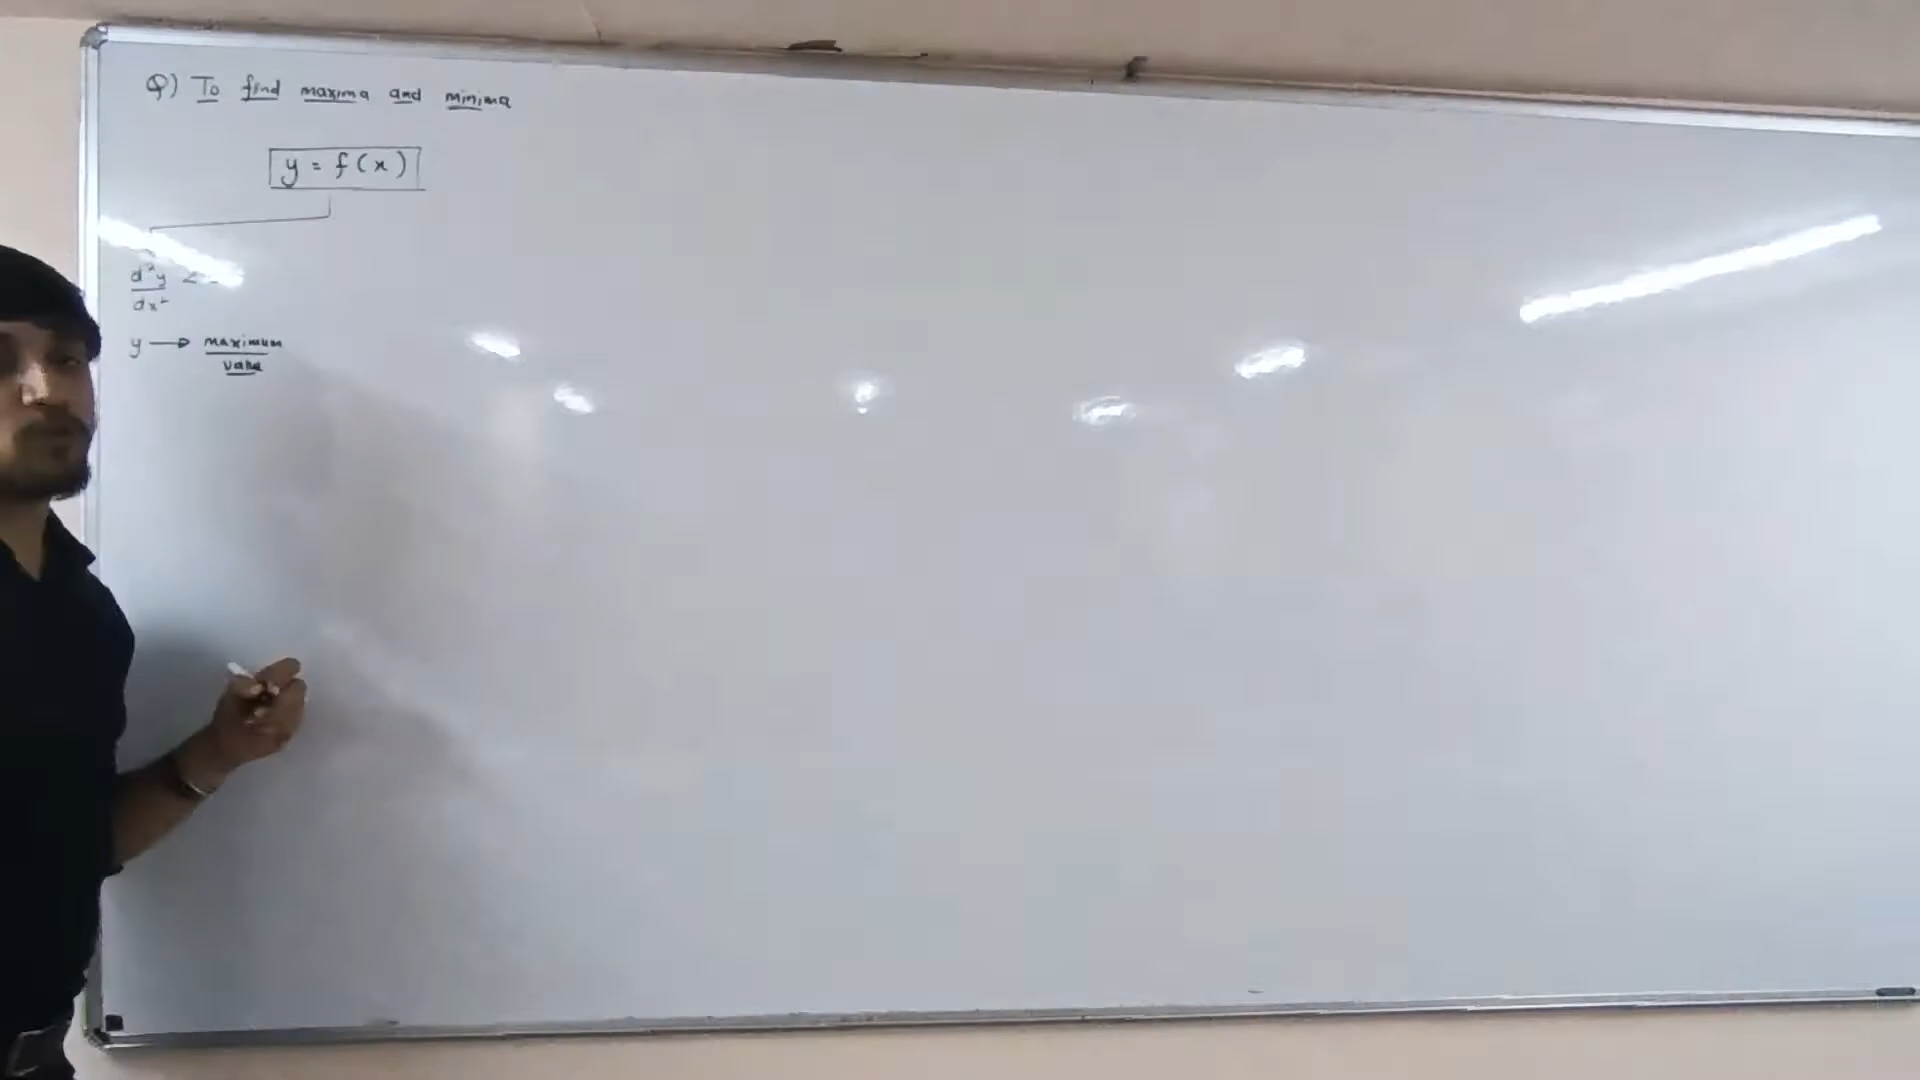 Q) To find maxima and minima
y = f(x)
d²y/dx² <
y → maximum
value